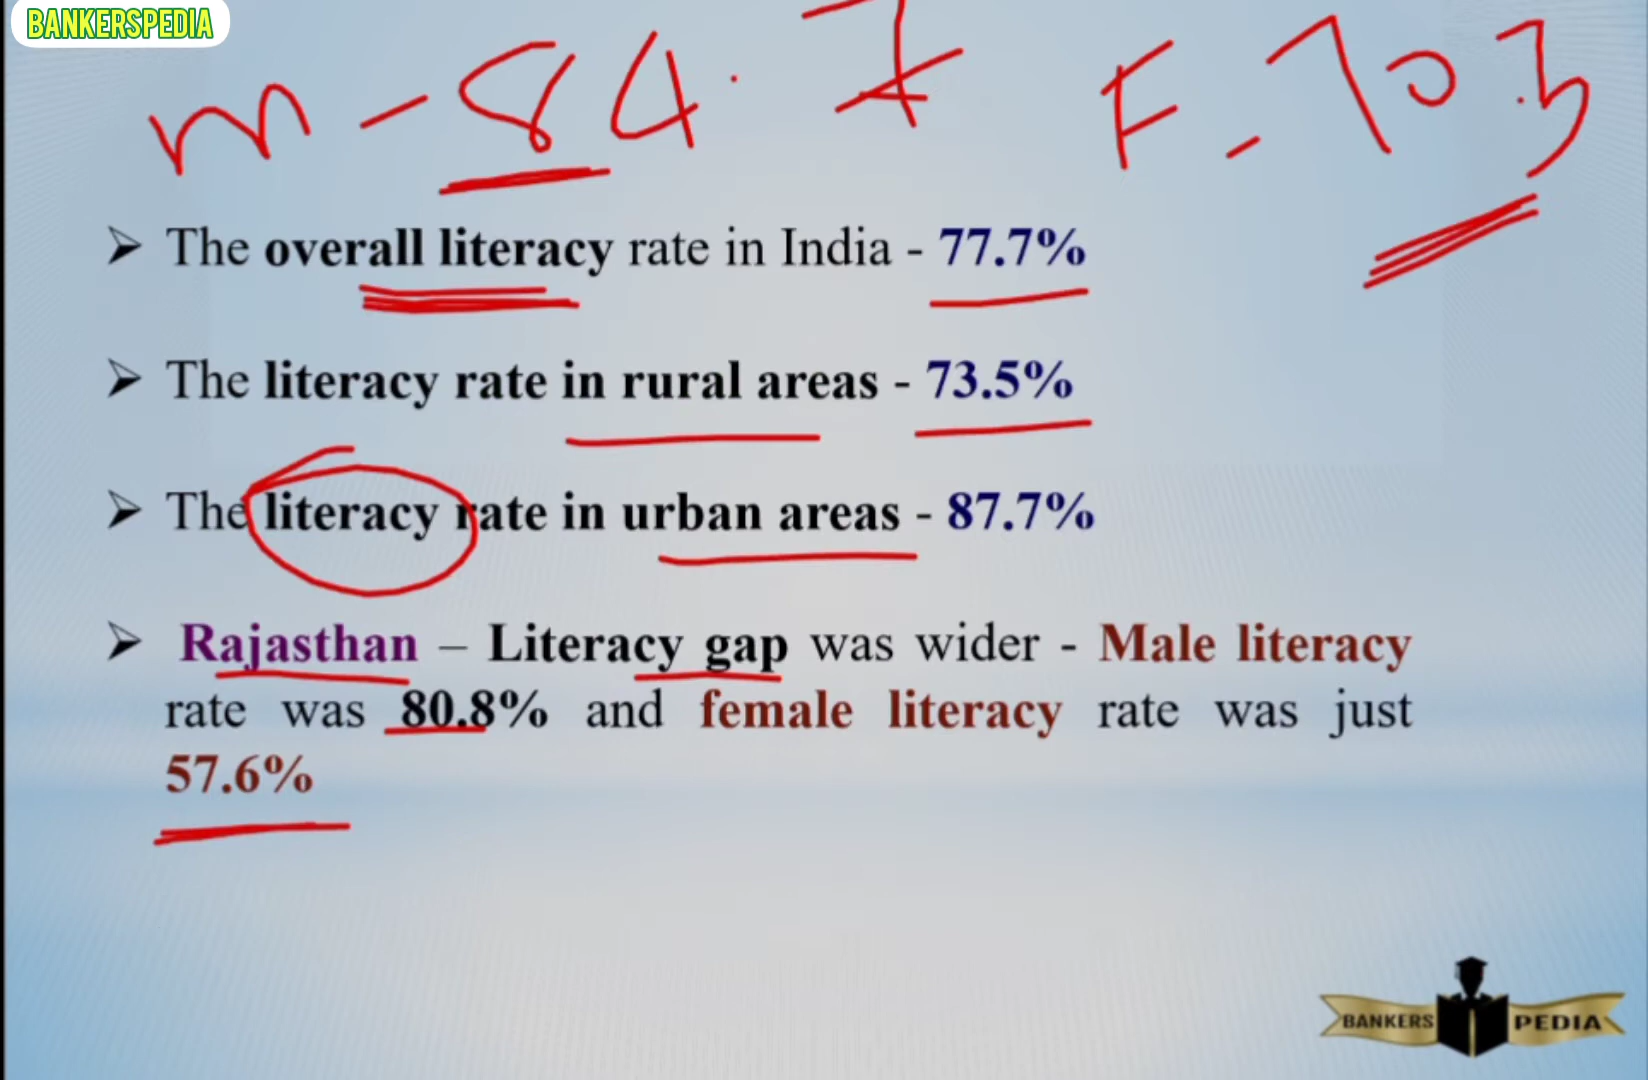 BANKERSPEDIA
m - 84.7 F - 70.3
➢ The overall literacy rate in India - 77.7%
➢ The literacy rate in rural areas - 73.5%
➢ The literacy rate in urban areas - 87.7%
➢ Rajasthan – Literacy gap was wider - Male literacy
rate was 80.8% and female literacy rate was just
57.6%
BANKERS PEDIA